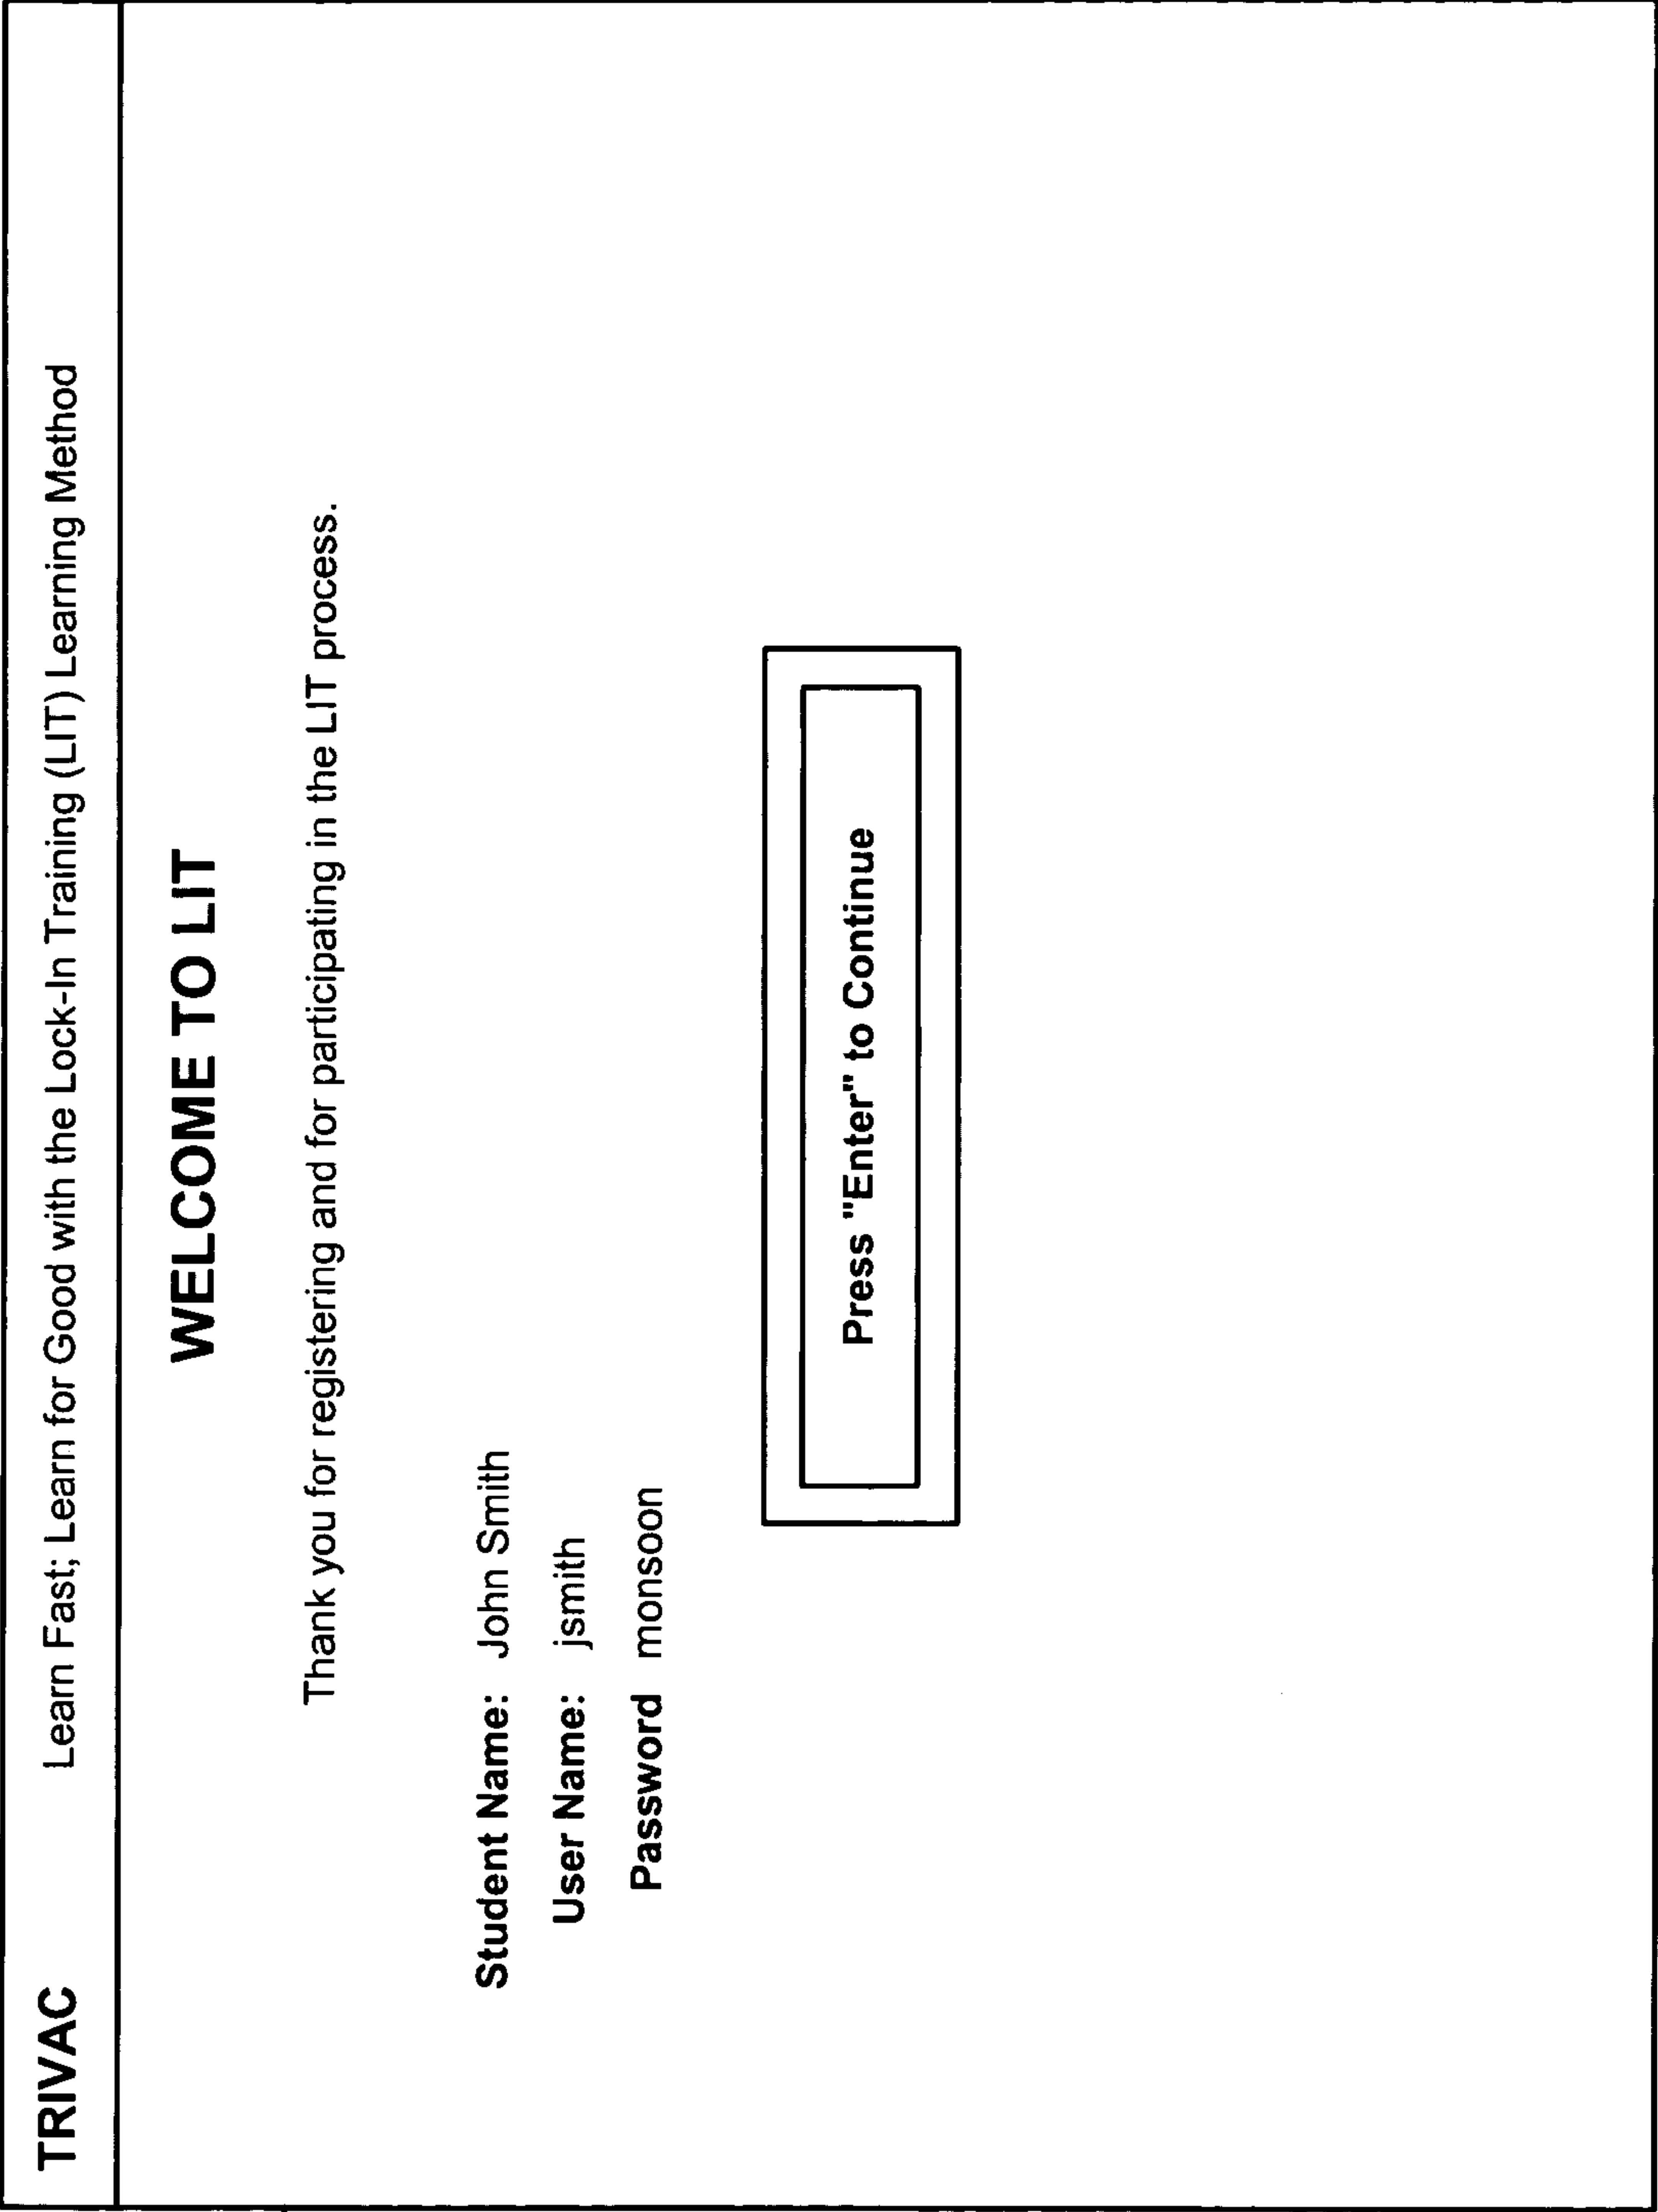 TRIVAC Learn Fast; Learn for Good with the Lock-In Training (LIT) Learning Method
WELCOME TO LIT
Thank you for registering and for participating in the LIT process.
Student Name: John Smith
User Name: jsmith
Password monsoon
Press "Enter" to Continue